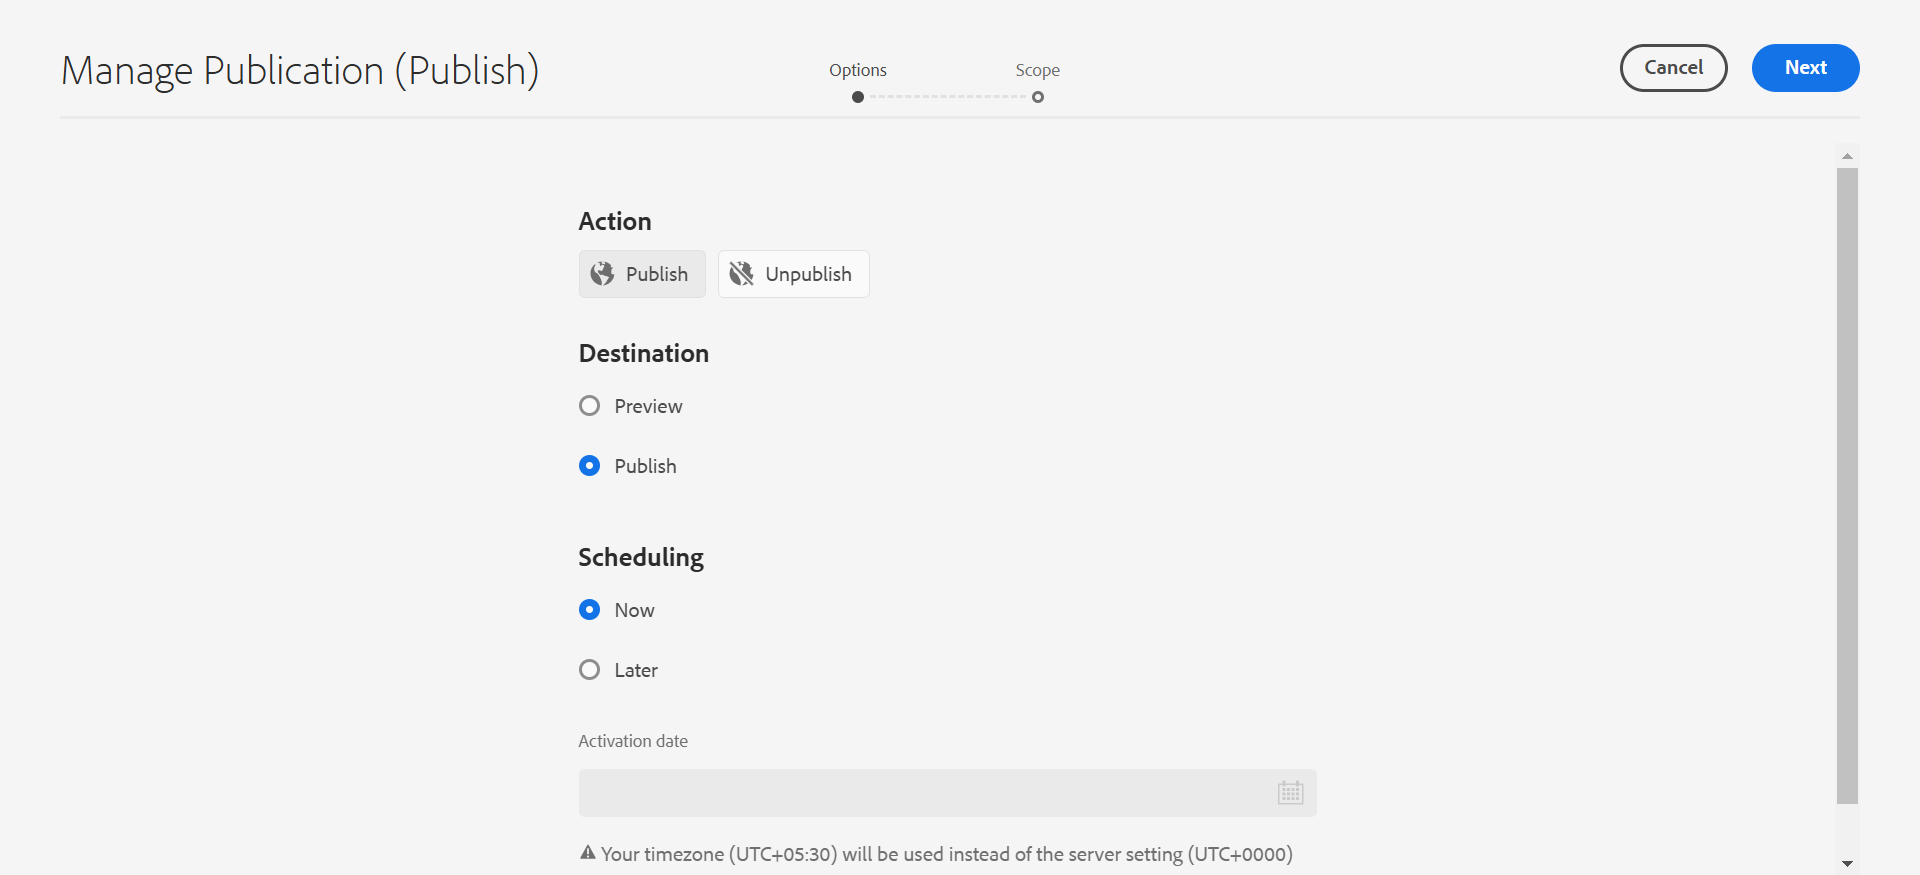 Manage Publication (Publish)
Options
Scope
Cancel
Next
Action
Publish
Unpublish
Destination
Preview
Publish
Scheduling
Now
Later
Activation date
Your timezone (UTC+05:30) will be used instead of the server setting (UTC+0000)